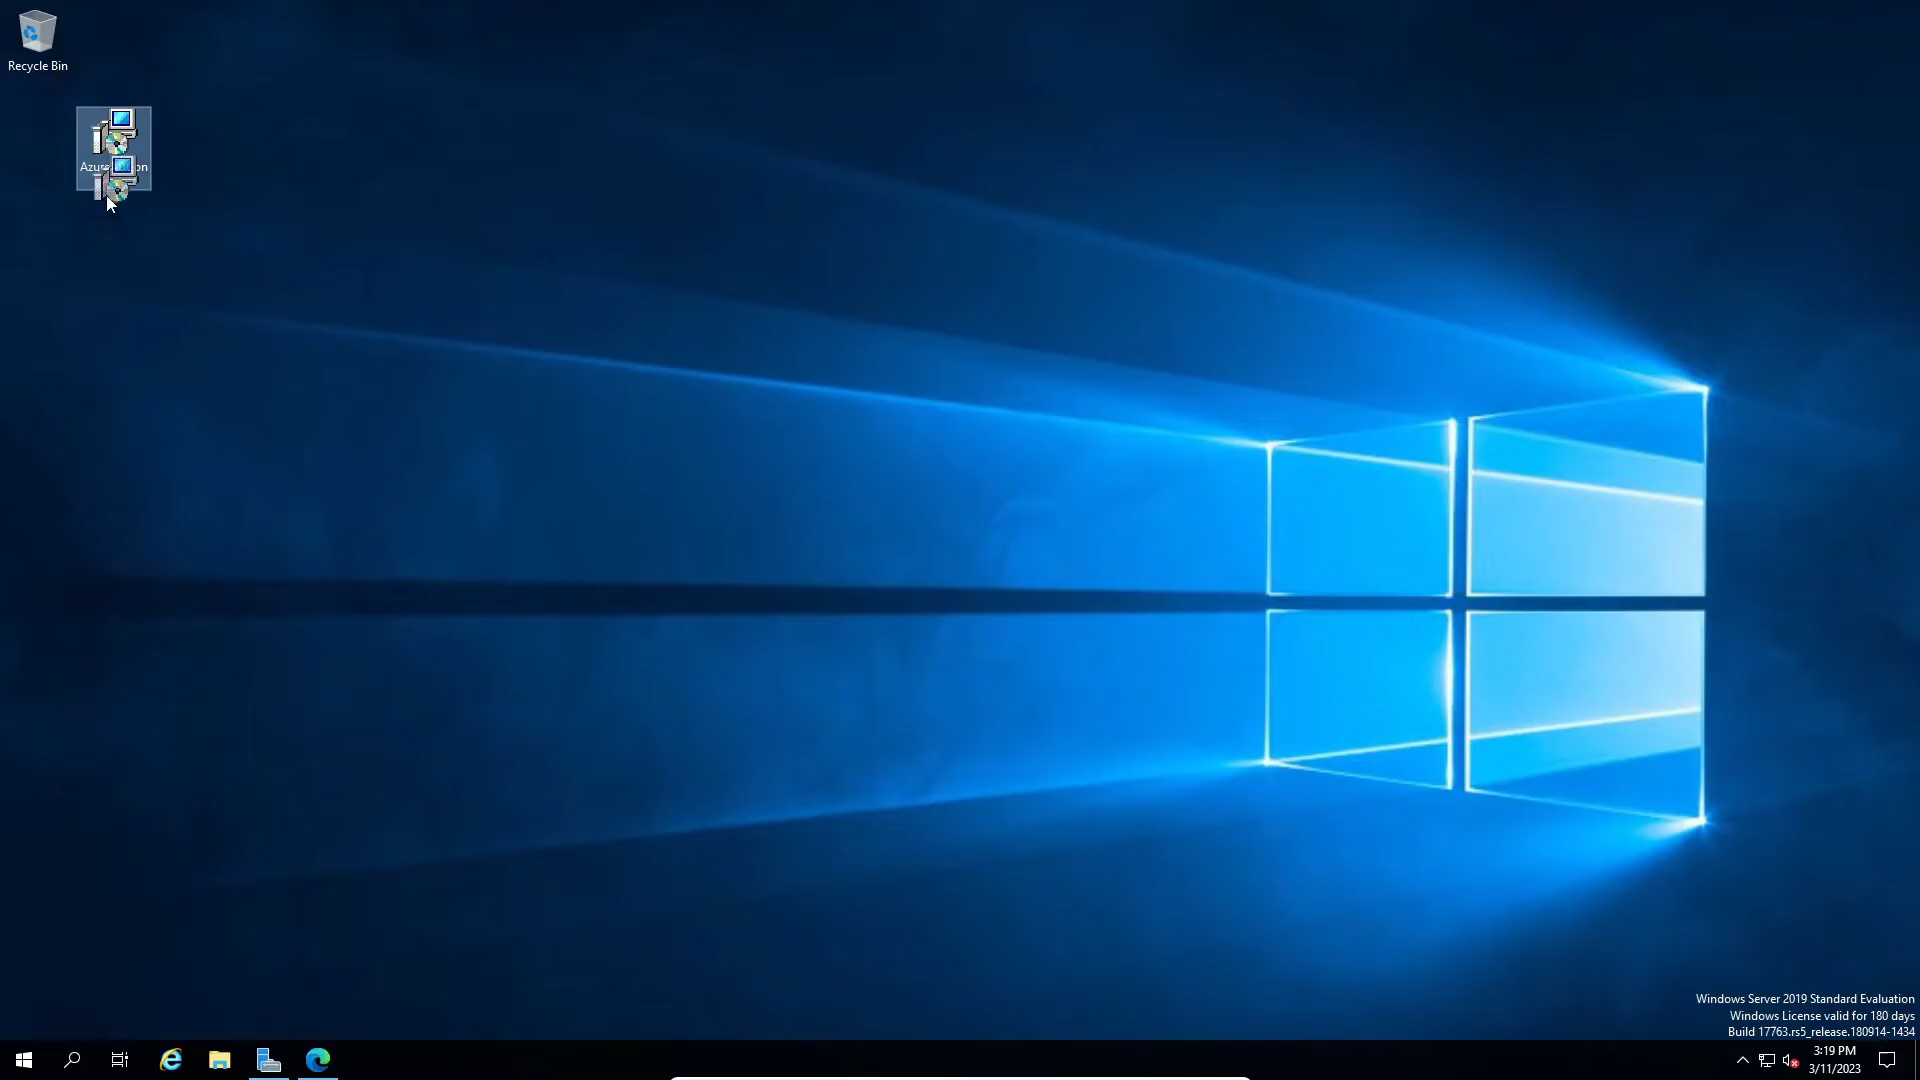 Recycle Bin
Windows Server 2019 Standard Evaluation
Windows License valid for 180 days
Build 17763.rs5_release.180914-1434
3:19 PM
3/11/2023